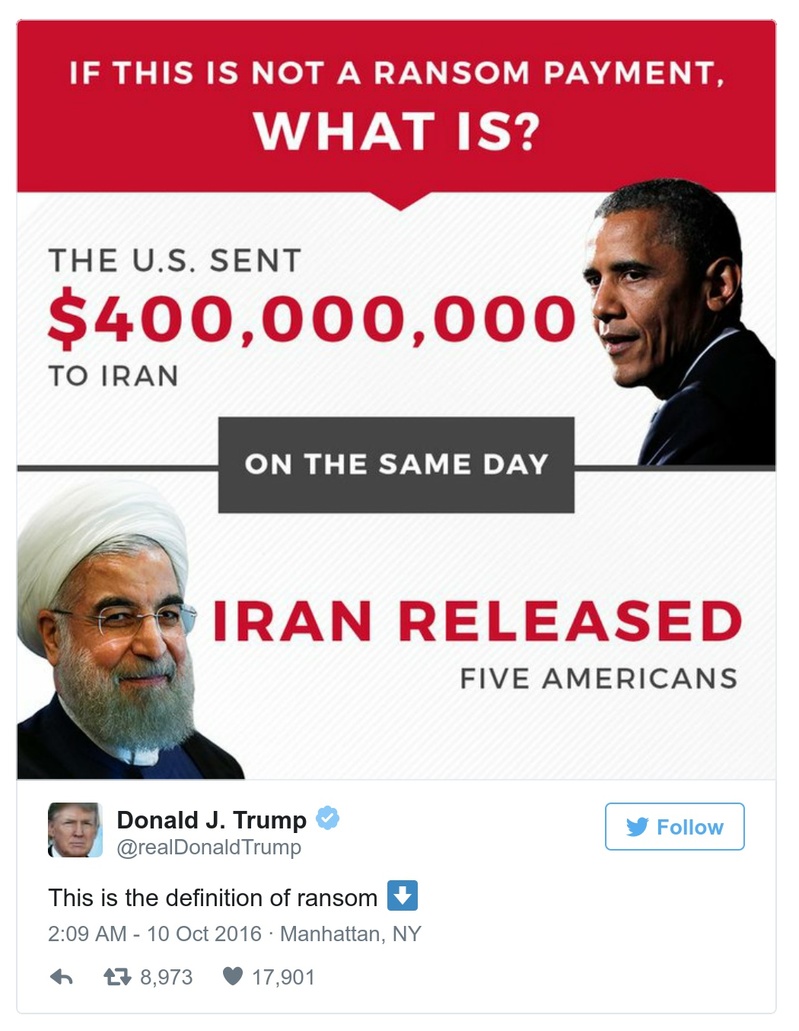 IF THIS IS NOT A RANSOM PAYMENT,
WHAT IS?
THE U.S. SENT
$400,000,000
TO IRAN
ON THE SAME DAY
IRAN RELEASED
FIVE AMERICANS
Donald J. Trump
@realDonaldTrump
Follow
This is the definition of ransom ⬇
2:09 AM - 10 Oct 2016 · Manhattan, NY
8,973 17,901